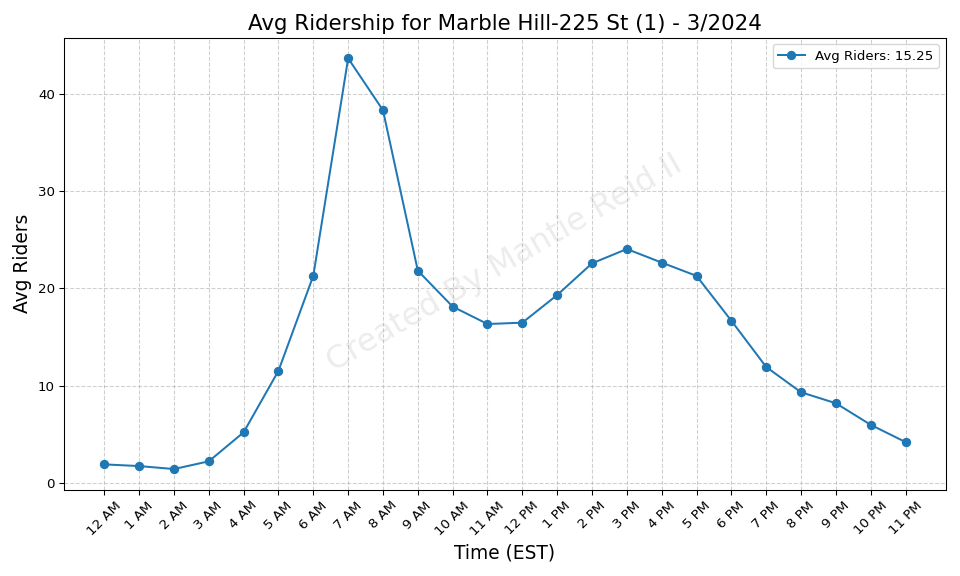 Avg Ridership for Marble Hill-225 St (1) - 3/2024
Avg Riders: 15.25
Avg Riders
40
30
20
10
0
Created By Mantle Reid II
12 AM 1 AM 2 AM 3 AM 4 AM 5 AM 6 AM 7 AM 8 AM 9 AM 10 AM 11 AM 12 PM 1 PM 2 PM 3 PM 4 PM 5 PM 6 PM 7 PM 8 PM 9 PM 10 PM 11 PM
Time (EST)